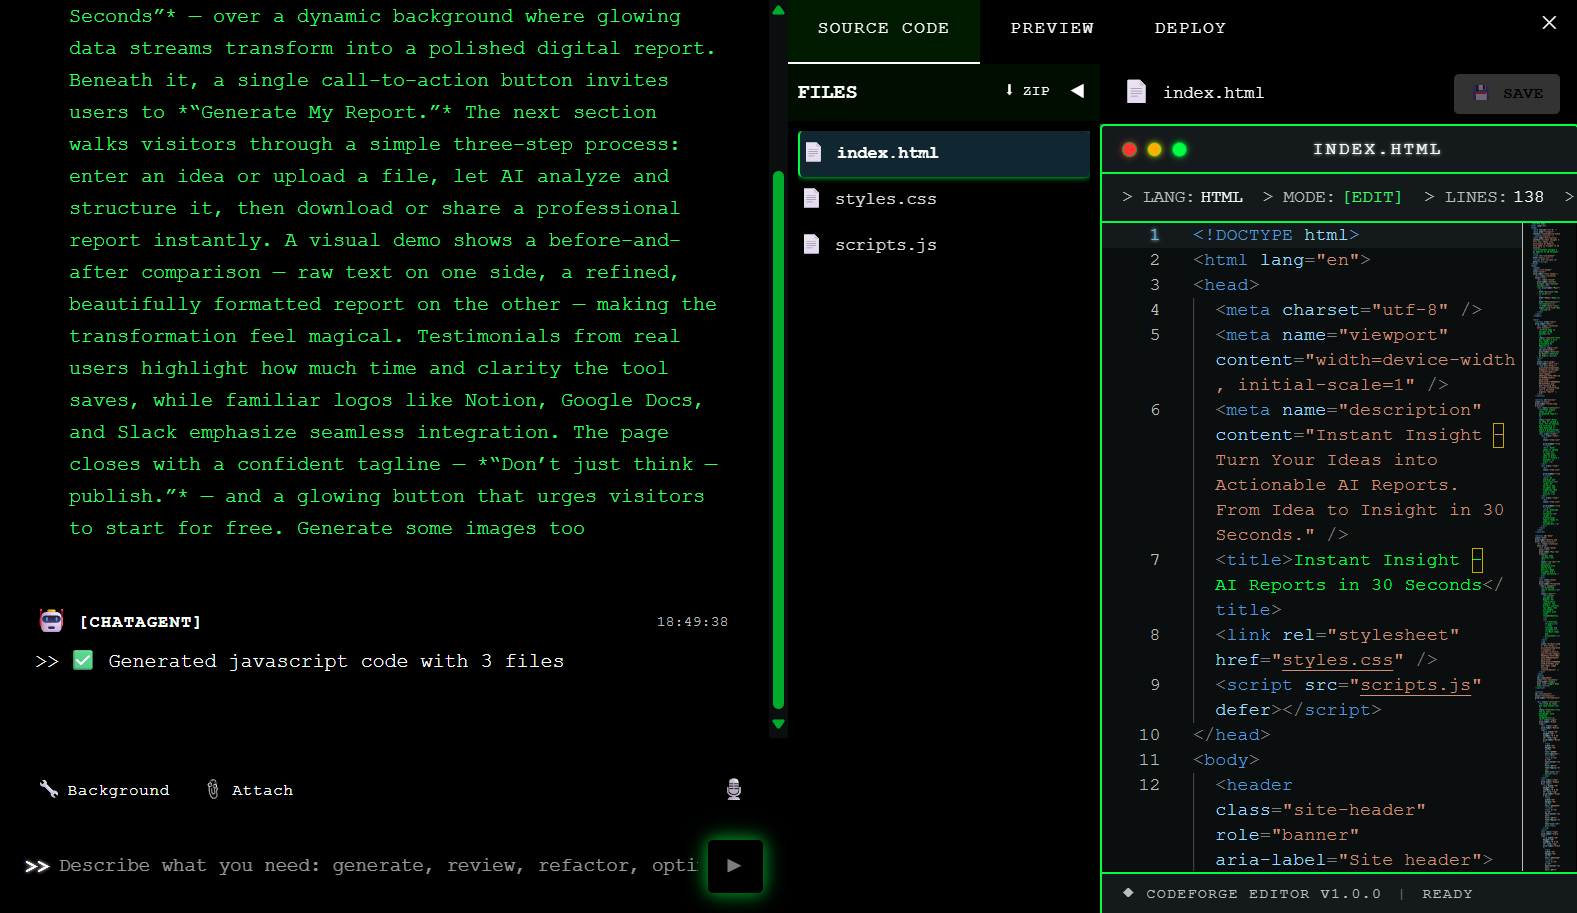 Seconds”* — over a dynamic background where glowing
data streams transform into a polished digital report.
Beneath it, a single call-to-action button invites
users to *“Generate My Report.”* The next section
walks visitors through a simple three-step process:
enter an idea or upload a file, let AI analyze and
structure it, then download or share a professional
report instantly. A visual demo shows a before-and-
after comparison — raw text on one side, a refined,
beautifully formatted report on the other — making the
transformation feel magical. Testimonials from real
users highlight how much time and clarity the tool
saves, while familiar logos like Notion, Google Docs,
and Slack emphasize seamless integration. The page
closes with a confident tagline — *“Don’t just think —
publish.”* — and a glowing button that urges visitors
to start for free. Generate some images too
[CHATAGENT] 18:49:38
>> ✅ Generated javascript code with 3 files
Background Attach
>> Describe what you need: generate, review, refactor, opti
SOURCE CODE PREVIEW DEPLOY ×
FILES ⬇ ZIP ◀
index.html
styles.css
scripts.js
index.html SAVE
INDEX.HTML
> LANG: HTML > MODE: [EDIT] > LINES: 138 >
1 <!DOCTYPE html>
2 <html lang="en">
3 <head>
4 <meta charset="utf-8" />
5 <meta name="viewport"
content="width=device-width
, initial-scale=1" />
6 <meta name="description"
content="Instant Insight –
Turn Your Ideas into
Actionable AI Reports.
From Idea to Insight in 30
Seconds." />
7 <title>Instant Insight –
AI Reports in 30 Seconds</
title>
8 <link rel="stylesheet"
href="styles.css" />
9 <script src="scripts.js"
defer></script>
10 </head>
11 <body>
12 <header
class="site-header"
role="banner"
aria-label="Site header">
◆ CODEFORGE EDITOR V1.0.0 | READY